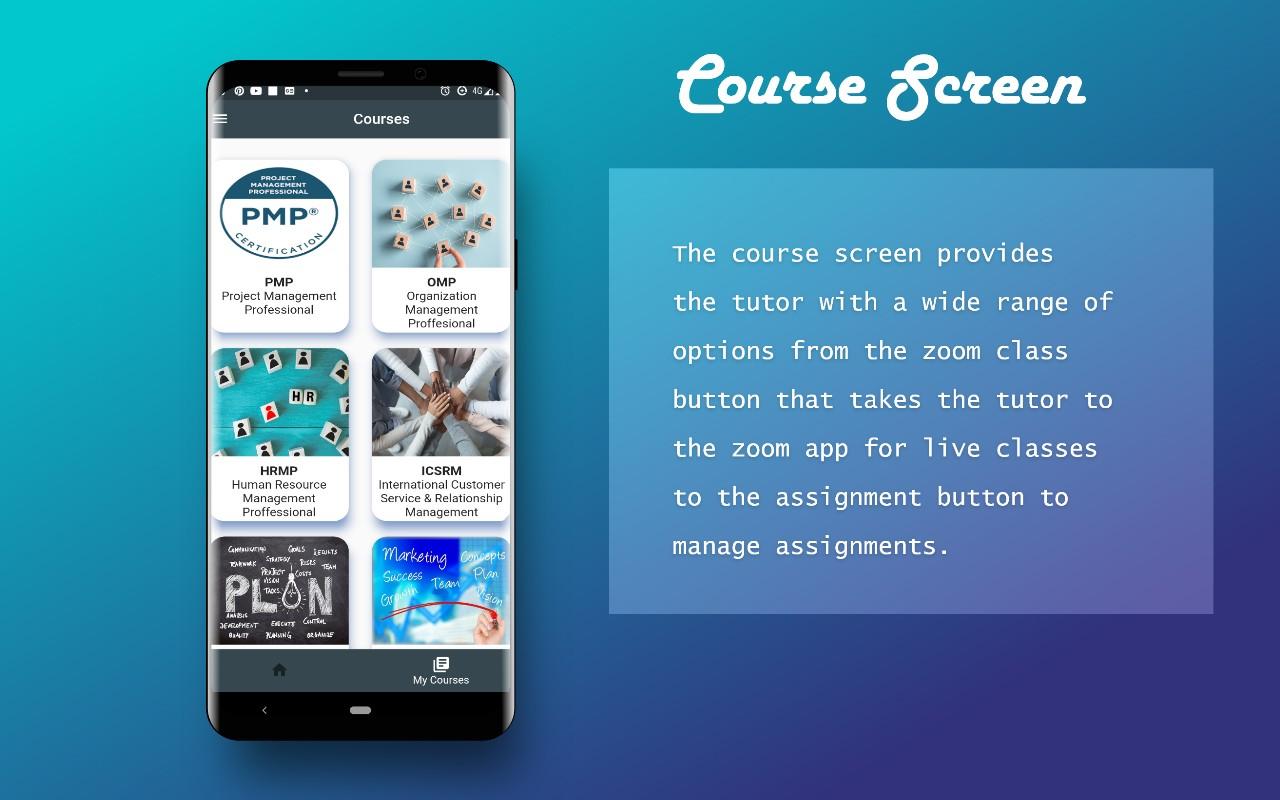 Course Screen
4G
Courses
PROJECT
MANAGEMENT
PROFESSIONAL
PMP®
CERTIFICATION
PMP
Project Management
Professional
OMP
Organization
Management
Proffesional
HR
HRMP
Human Resource
Management
Proffessional
ICSRM
International Customer
Service & Relationship
Management
COMMUNICATION
GOALS
RESULTS
TEAMWORK
STRATEGY
RISKS
TEAM
PROJECT
COSTS
VISION
TASKS
PLAN
ANALYSIS
DEVELOPMENT
EXECUTE
CONTROL
QUALITY
PLANNING
ORGANIZE
Marketing
Concepts
Success
Team
Plan
Growth
Vision
My Courses
The course screen provides
the tutor with a wide range of
options from the zoom class
button that takes the tutor to
the zoom app for live classes
to the assignment button to
manage assignments.